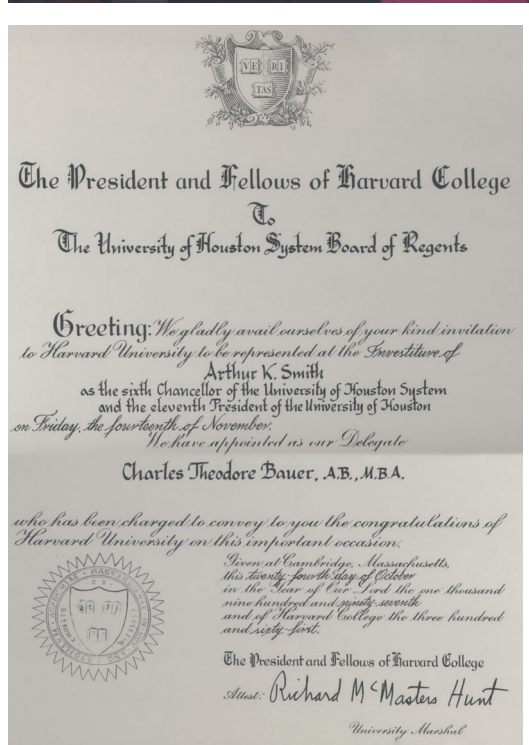 VE RI
TAS
The President and Fellows of Harvard College
To
The University of Houston System Board of Regents
Greeting: We gladly avail ourselves of your kind invitation
to Harvard University to be represented at the Investiture of
Arthur K. Smith
as the sixth Chancellor of the University of Houston System
and the eleventh President of the University of Houston
on Friday, the fourteenth of November.
We have appointed as our Delegate
Charles Theodore Bauer, A.B., M.B.A.
who has been charged to convey to you the congratulations of
Harvard University on this important occasion.
Given at Cambridge, Massachusetts,
this twenty-fourth day of October
in the Year of Our Lord the one thousand
nine hundred and ninety-seventh
and of Harvard College the three hundred
and sixty-first.
The President and Fellows of Harvard College
Attest: Richard McMasters Hunt
University Marshal